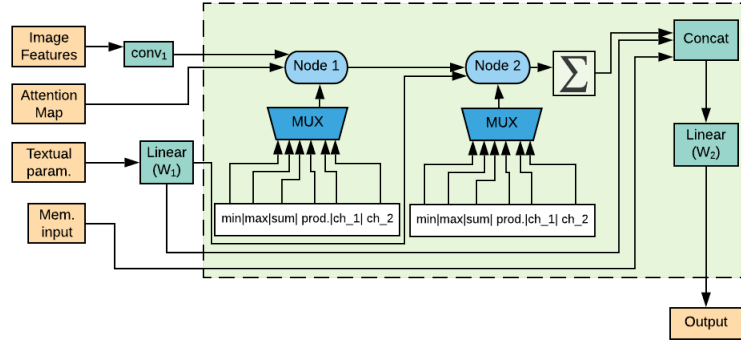 Image
Features
conv1
Node 1
Node 2
∑
Concat
Attention
Map
MUX
MUX
Textual
param.
Linear
(W1)
Linear
(W2)
Mem.
input
min|max|sum| prod.|ch_1| ch_2
min|max|sum| prod.|ch_1| ch_2
Output